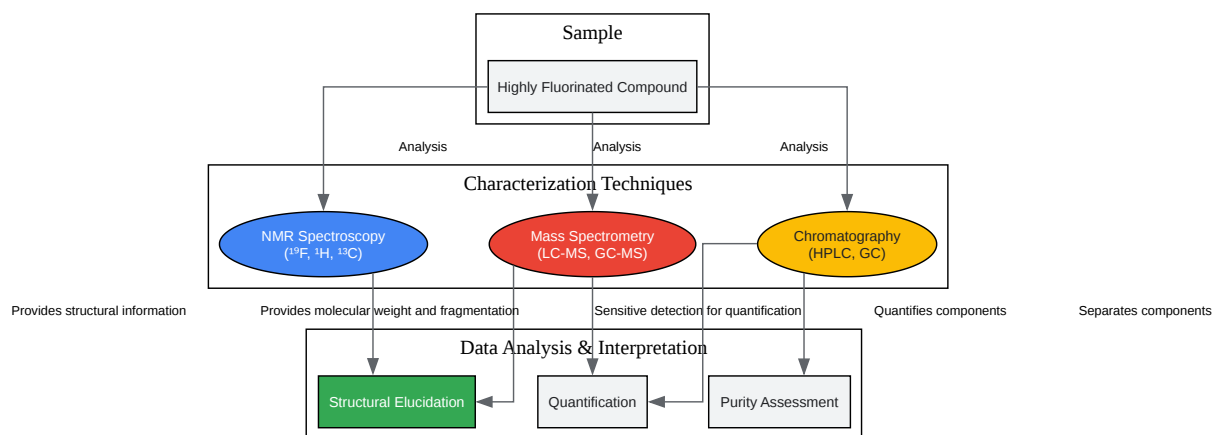 Sample
Highly Fluorinated Compound
Analysis
Analysis
Analysis
Characterization Techniques
NMR Spectroscopy
(¹⁹F, ¹H, ¹³C)
Mass Spectrometry
(LC-MS, GC-MS)
Chromatography
(HPLC, GC)
Provides structural information
Provides molecular weight and fragmentation
Sensitive detection for quantification
Quantifies components
Separates components
Data Analysis & Interpretation
Structural Elucidation
Quantification
Purity Assessment